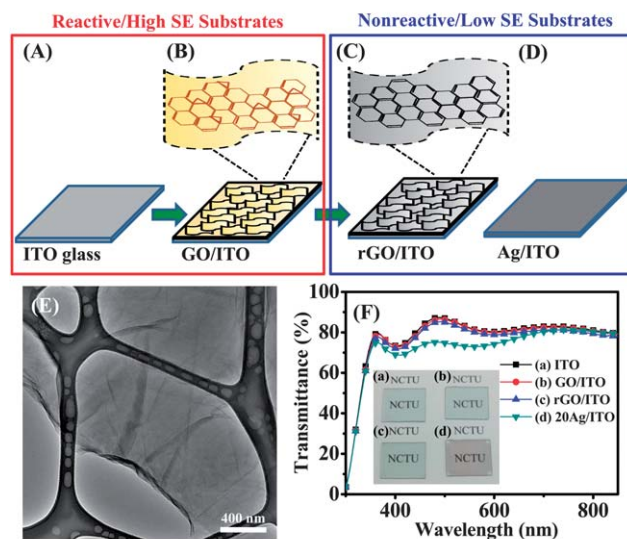 Reactive/High SE Substrates
Nonreactive/Low SE Substrates
(A)
(B)
(C)
(D)
ITO glass
GO/ITO
rGO/ITO
Ag/ITO
(E)
400 nm
(F)
Transmittance (%)
100
80
60
40
20
0
400
500
600
700
800
Wavelength (nm)
(a) ITO
(b) GO/ITO
(c) rGO/ITO
(d) 20Ag/ITO
(a) NCTU
NCTU
(b) NCTU
NCTU
(c) NCTU
NCTU
(d) NCTU
NCTU